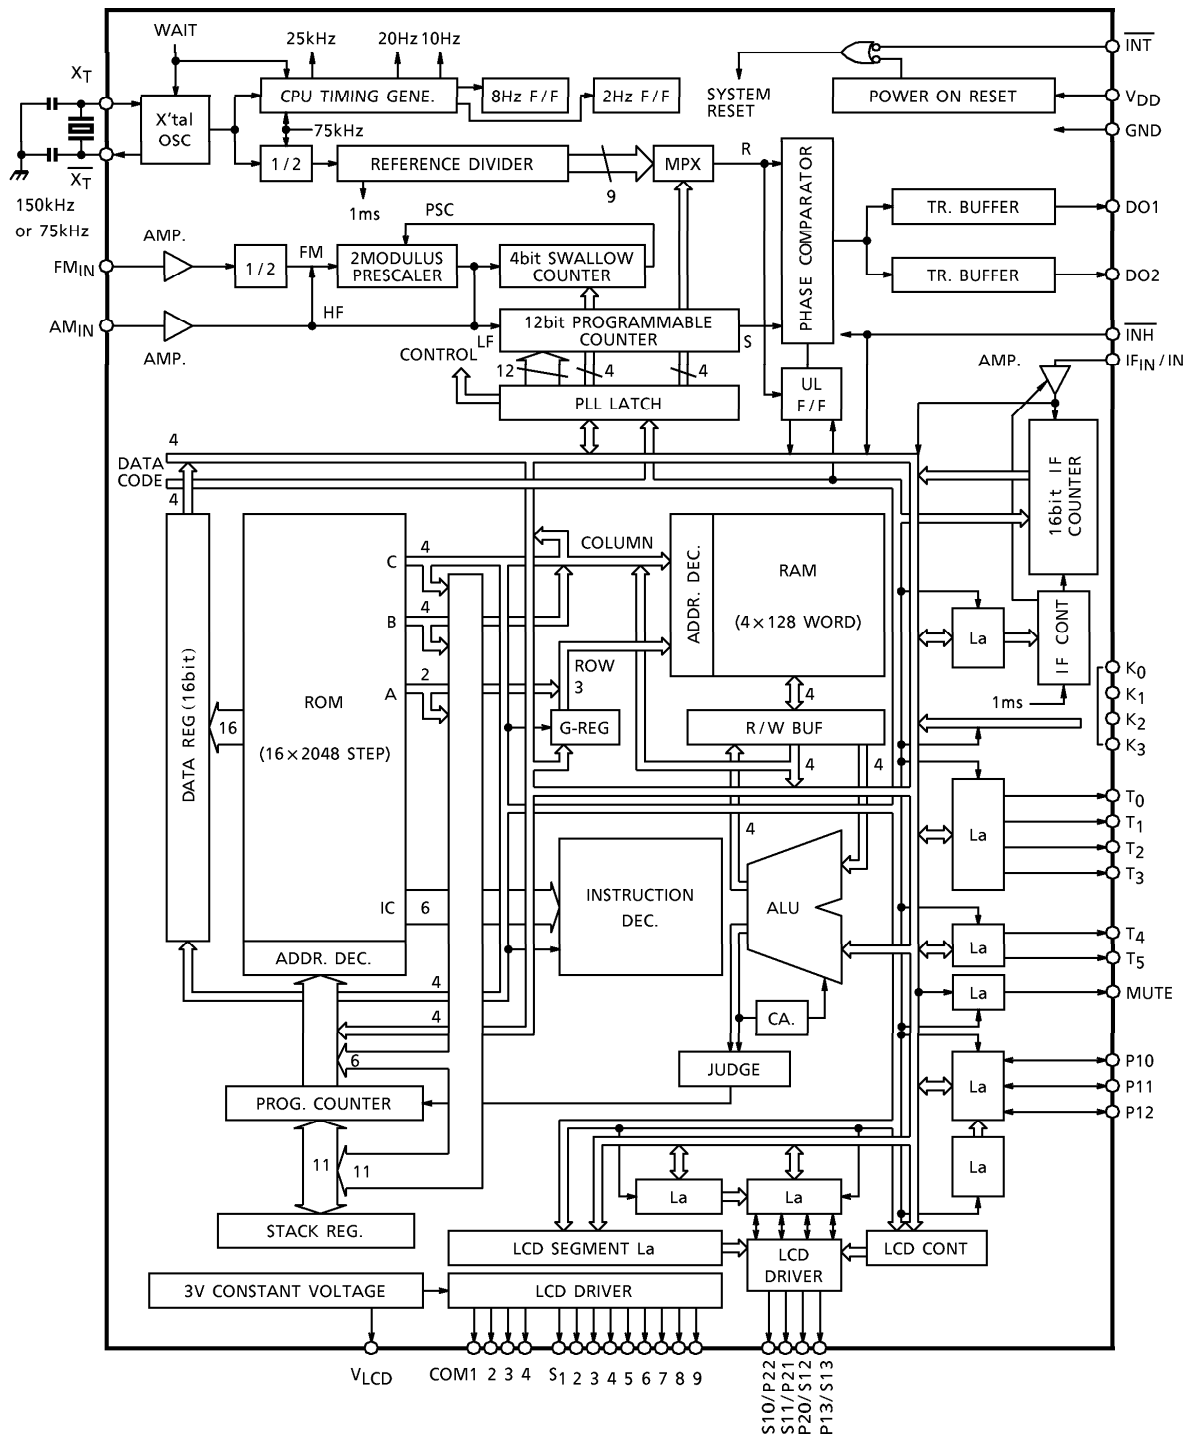 WAIT
25kHz
20Hz 10Hz
INT
XT
CPU TIMING GENE.
8Hz F/F
2Hz F/F
SYSTEM
RESET
POWER ON RESET
VDD
X'tal
OSC
75kHz
GND
1/2
REFERENCE DIVIDER
MPX
R
XT
9
150kHz
or 75kHz
1ms
PSC
TR. BUFFER
DO1
AMP.
FMIN
1/2
FM
2MODULUS
PRESCALER
4bit SWALLOW
COUNTER
PHASE COMPARATOR
TR. BUFFER
DO2
AMIN
HF
LF
12bit PROGRAMMABLE
COUNTER
S
INH
AMP.
CONTROL
12
4
4
AMP.
IFIN/IN
PLL LATCH
UL
F/F
4
DATA
CODE
4
16bit IF
COUNTER
DATA REG (16bit)
16
ROM
(16×2048 STEP)
C
4
COLUMN
ADDR. DEC.
RAM
(4×128 WORD)
B
4
A
2
ROW
3
G-REG
4
R/W BUF
4
4
La
IF CONT
1ms
K0
K1
K2
K3
La
T0
T1
T2
T3
4
IC
6
INSTRUCTION
DEC.
ALU
ADDR. DEC.
La
T4
T5
4
4
La
MUTE
CA.
6
JUDGE
La
P10
P11
P12
PROG. COUNTER
11
11
La
La
La
STACK REG.
LCD SEGMENT La
LCD
DRIVER
LCD CONT
3V CONSTANT VOLTAGE
LCD DRIVER
VLCD
COM1 2 3 4
S1 2 3 4 5 6 7 8 9
S10/P22
S11/P21
P20/S12
P13/S13